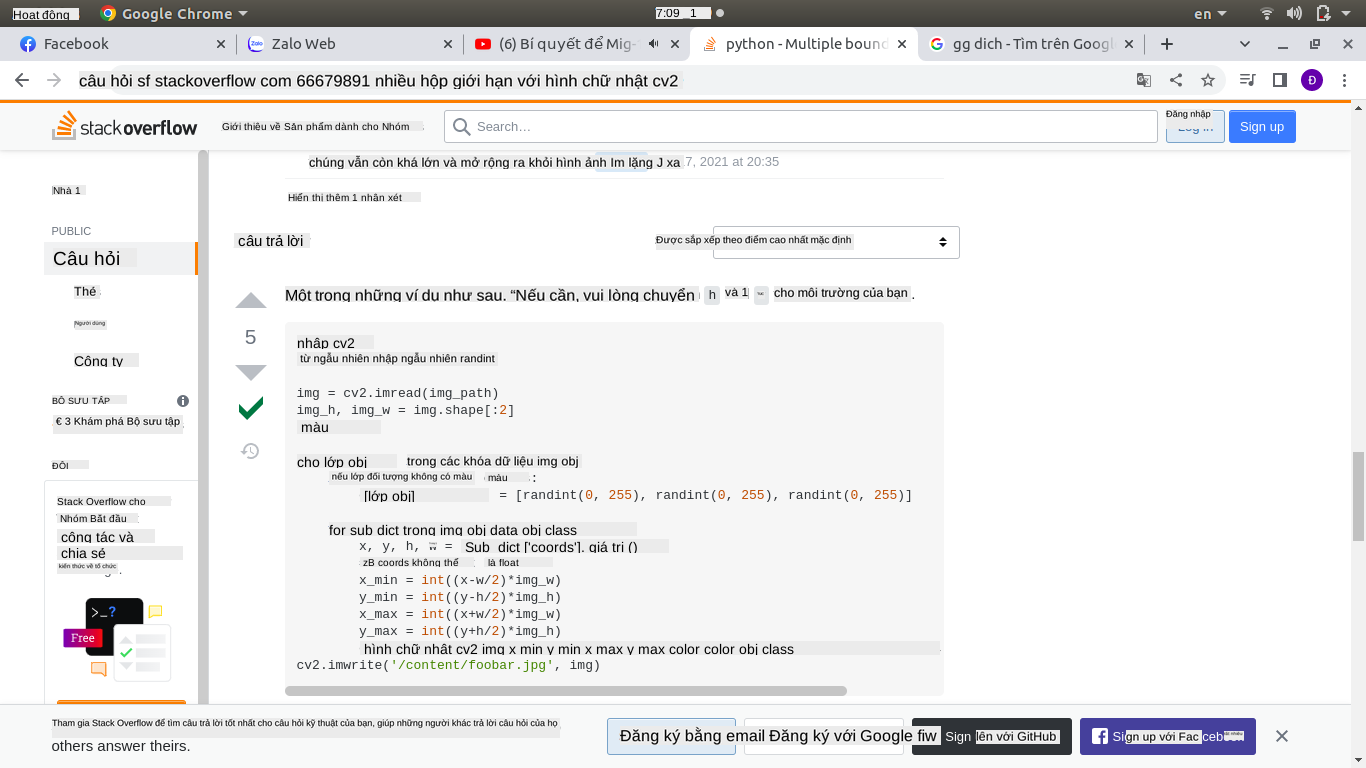 Hoat đông Google Chrome 7:09 _1 en
Facebook Zalo Web (6) Bí quyết để Mig- python - Multiple bound gg dich - Tìm trên Google
câu hỏi sf stackoverflow com 66679891 nhiều hộp giới hạn với hình chữ nhật cv2 Đ
stackoverflow Giới thiệu về Sản phẩm dành cho Nhóm Search… Đăng nhập Log in Sign up
chúng vẫn còn khá lớn và mở rộng ra khỏi hình ảnh Im lặng J xa 7, 2021 at 20:35
Nhà 1
Hiển thị thêm 1 nhận xét
PUBLIC
câu trả lời Được sắp xếp theo điểm cao nhất mặc định
Câu hỏi
Thẻ
Người dùng
Công ty
BỘ SƯU TẬP
€ 3 Khám phá Bộ sưu tập
ĐỘI
Stack Overflow cho
Nhóm Bắt đầu
công tác và
chia sẻ
kiến thức về tổ chức
>_?
Free
Một trong những ví dụ như sau. “Nếu cần, vui lòng chuyển h và 1 cho môi trường của bạn .
5
nhập cv2
từ ngẫu nhiên nhập ngẫu nhiên randint
img = cv2.imread(img_path)
img_h, img_w = img.shape[:2]
màu
cho lớp obj trong các khóa dữ liệu img obj
nếu lớp đối tượng không có màu màu :
[lớp obj] = [randint(0, 255), randint(0, 255), randint(0, 255)]
for sub dict trong img obj data obj class
x, y, h, w = Sub_dict ['coords']. giá trị ()
zB coords không thể là float
x_min = int((x-w/2)*img_w)
y_min = int((y-h/2)*img_h)
x_max = int((x+w/2)*img_w)
y_max = int((y+h/2)*img_h)
hình chữ nhật cv2 img x min y min x max y max color color obj class
cv2.imwrite('/content/foobar.jpg', img)
Tham gia Stack Overflow để tìm câu trả lời tốt nhất cho câu hỏi kỹ thuật của bạn, giúp những người khác trả lời câu hỏi của họ
others answer theirs.
Đăng ký bằng email Đăng ký với Google fiw Sign lên với GitHub Sign up với Facebook